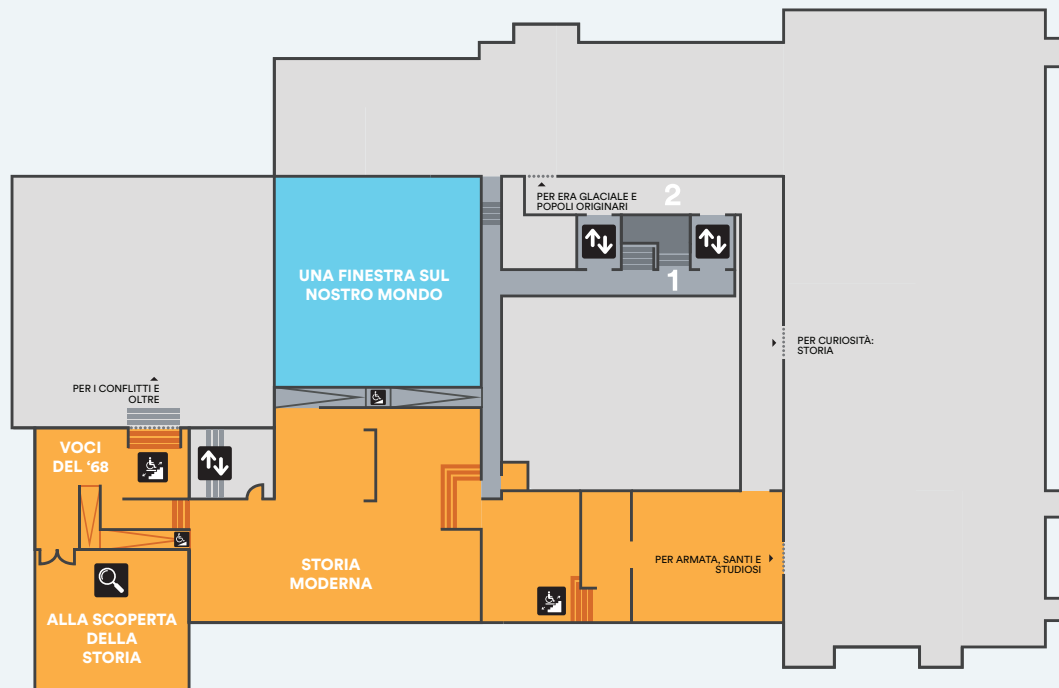 PER ERA GLACIALE E
POPOLI ORIGINARI
2
1
UNA FINESTRA SUL
NOSTRO MONDO
PER CURIOSITÀ:
STORIA
PER I CONFLITTI E
OLTRE
VOCI
DEL ‘68
STORIA
MODERNA
PER ARMATA, SANTI E
STUDIOSI
ALLA SCOPERTA
DELLA
STORIA